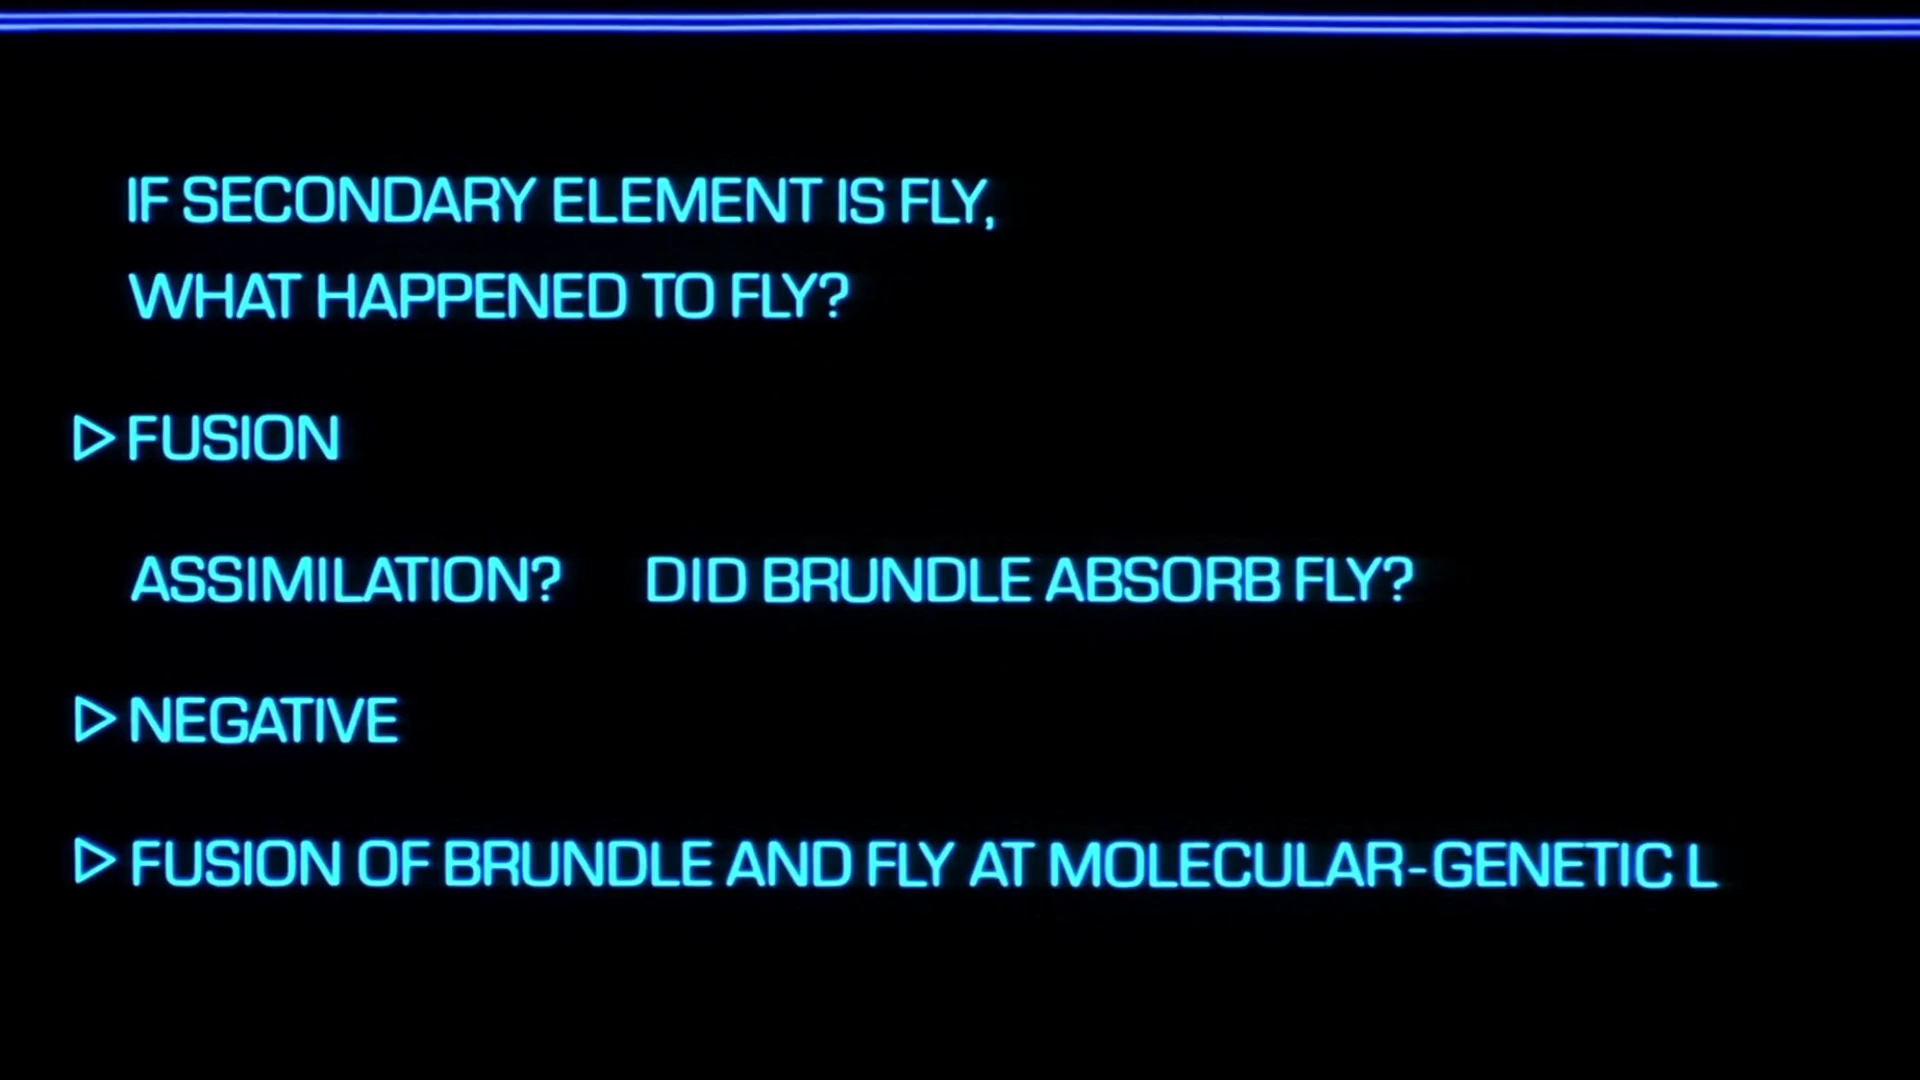 IF SECONDARY ELEMENT IS FLY,
WHAT HAPPENED TO FLY?
▷ FUSION
ASSIMILATION? DID BRUNDLE ABSORB FLY?
▷ NEGATIVE
▷ FUSION OF BRUNDLE AND FLY AT MOLECULAR-GENETIC L